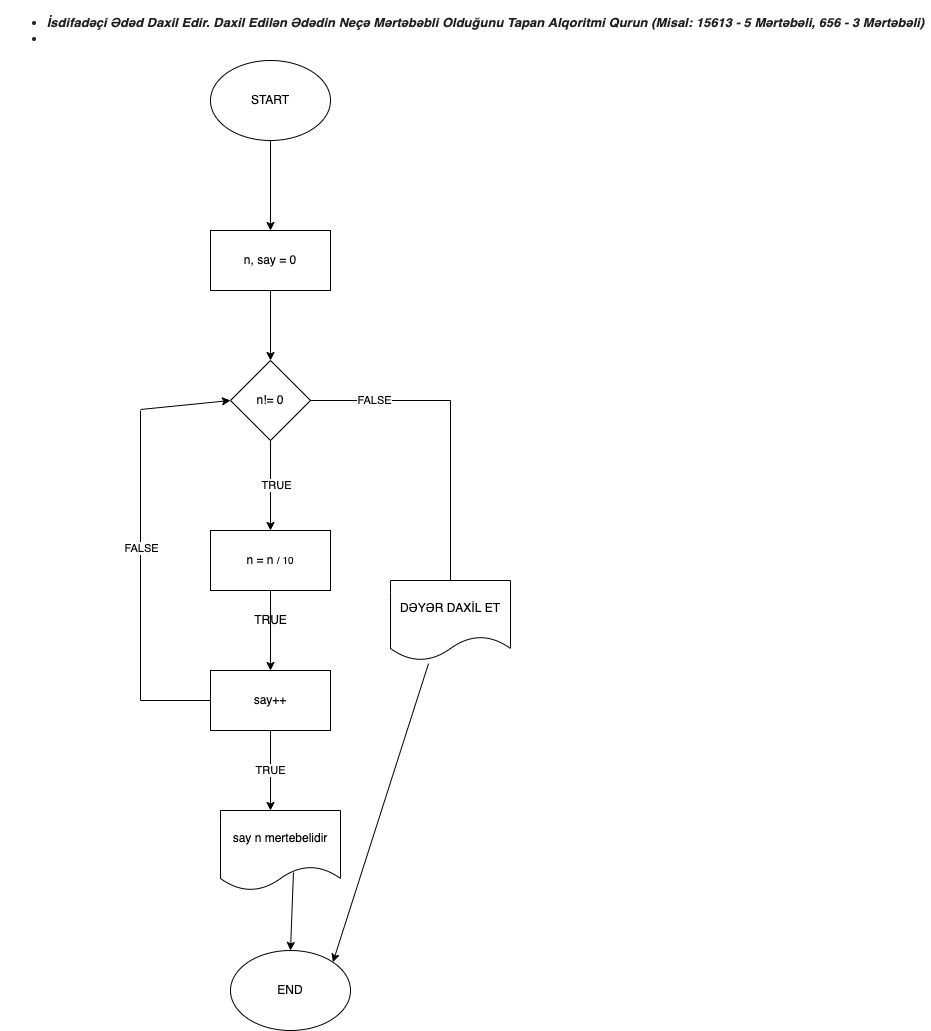 İsdifadəçi Ədəd Daxil Edir. Daxil Edilən Ədədin Neçə Mərtəbəbli Olduğunu Tapan Alqoritmi Qurun (Misal: 15613 - 5 Mərtəbəli, 656 - 3 Mərtəbəli)
START
n, say = 0
n!= 0
FALSE
TRUE
FALSE
n = n / 10
DƏYƏR DAXİL ET
TRUE
say++
TRUE
say n mertebelidir
END